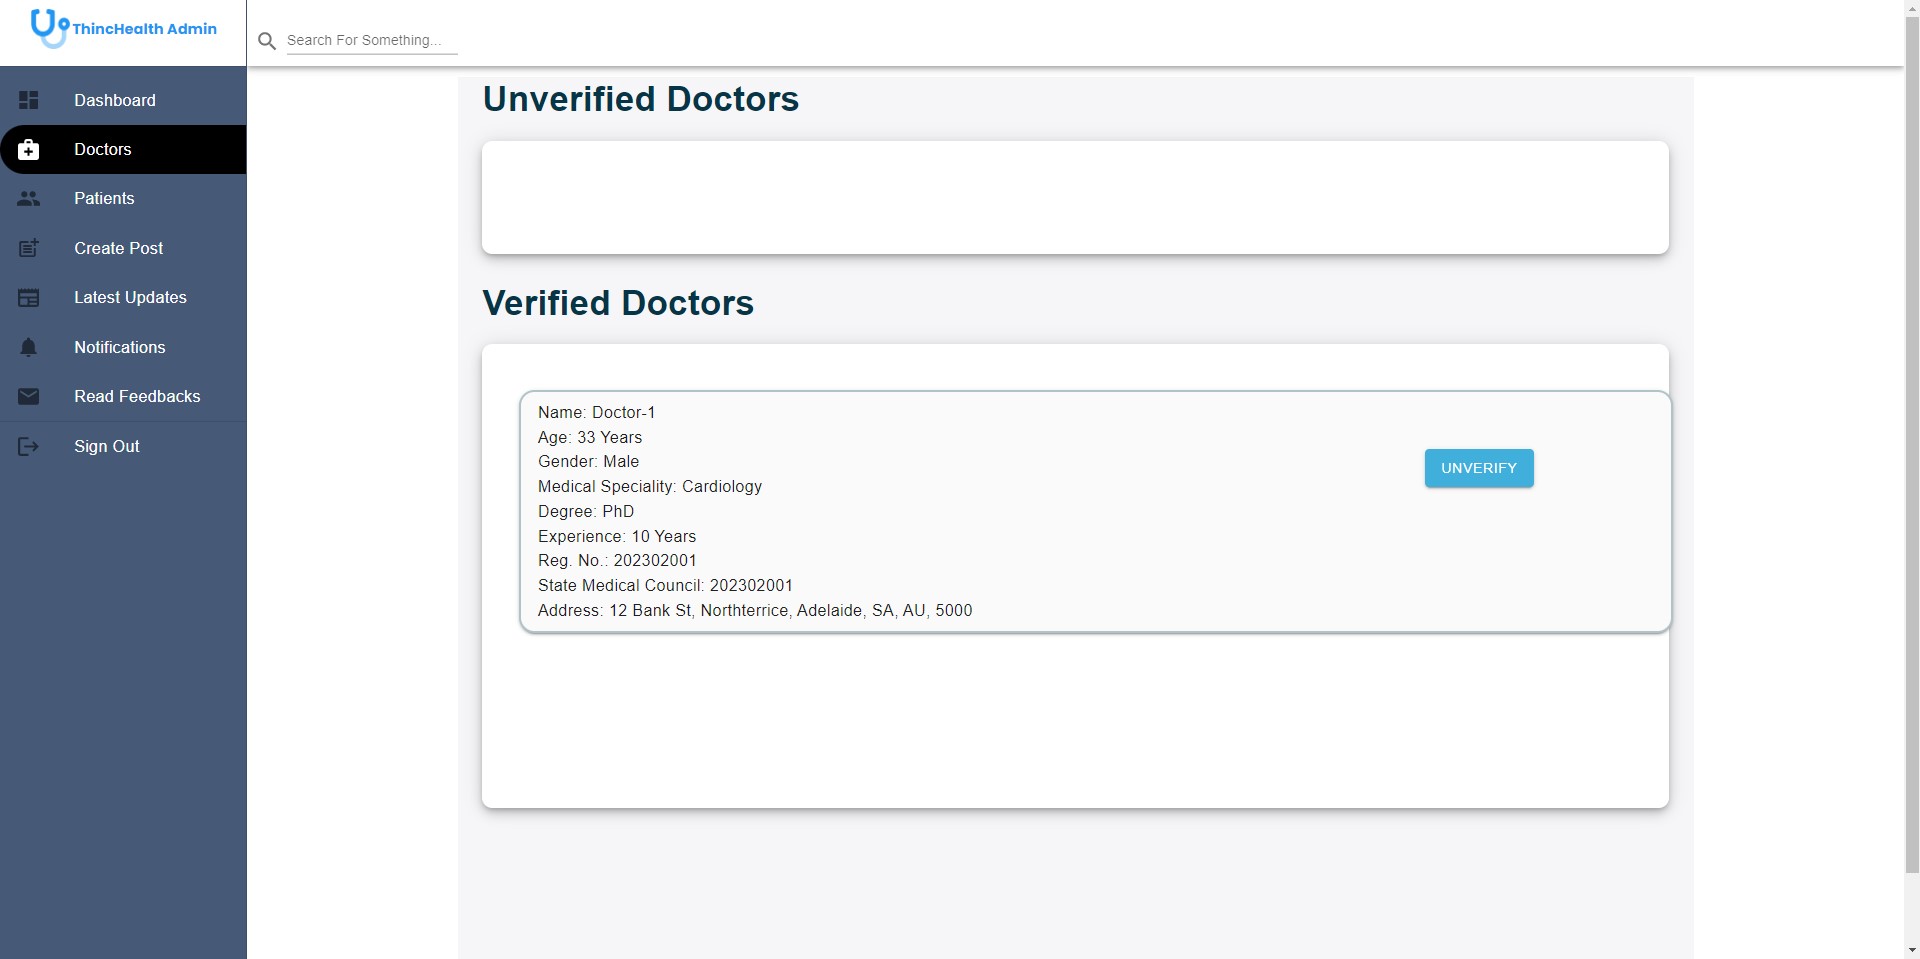 ThincHealth Admin
Search For Something...
Dashboard
Doctors
Patients
Create Post
Latest Updates
Notifications
Read Feedbacks
Sign Out
Unverified Doctors
Verified Doctors
Name: Doctor-1
Age: 33 Years
Gender: Male
Medical Speciality: Cardiology
Degree: PhD
Experience: 10 Years
Reg. No.: 202302001
State Medical Council: 202302001
Address: 12 Bank St, Northterrice, Adelaide, SA, AU, 5000
UNVERIFY